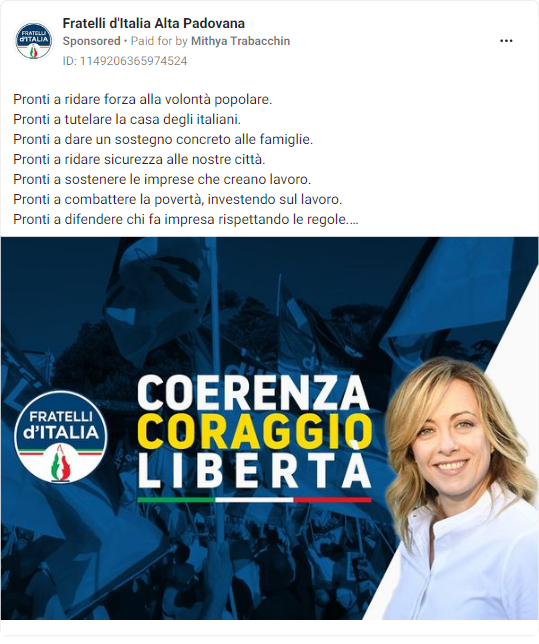 Fratelli d'Italia Alta Padovana
Sponsored • Paid for by Mithya Trabacchin
ID: 1149206365974524
Pronti a ridare forza alla volontà popolare.
Pronti a tutelare la casa degli italiani.
Pronti a dare un sostegno concreto alle famiglie.
Pronti a ridare sicurezza alle nostre città.
Pronti a sostenere le imprese che creano lavoro.
Pronti a combattere la povertà, investendo sul lavoro.
Pronti a difendere chi fa impresa rispettando le regole....
COERENZA
CORAGGIO
LIBERTÀ
FRATELLI
d'ITALIA